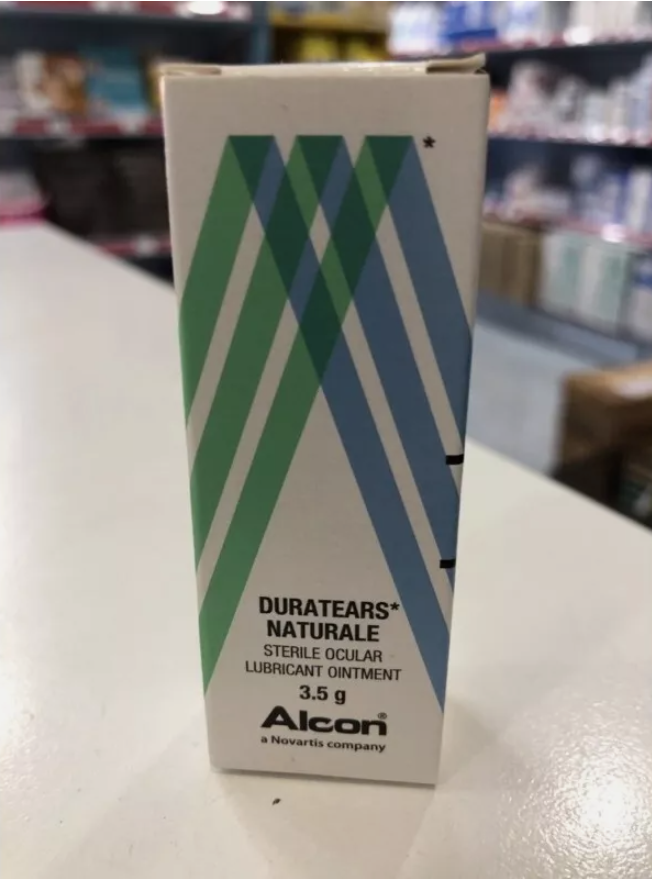 *
DURATEARS*
NATURALE
STERILE OCULAR
LUBRICANT OINTMENT
3.5 g
Alcon®
a Novartis company